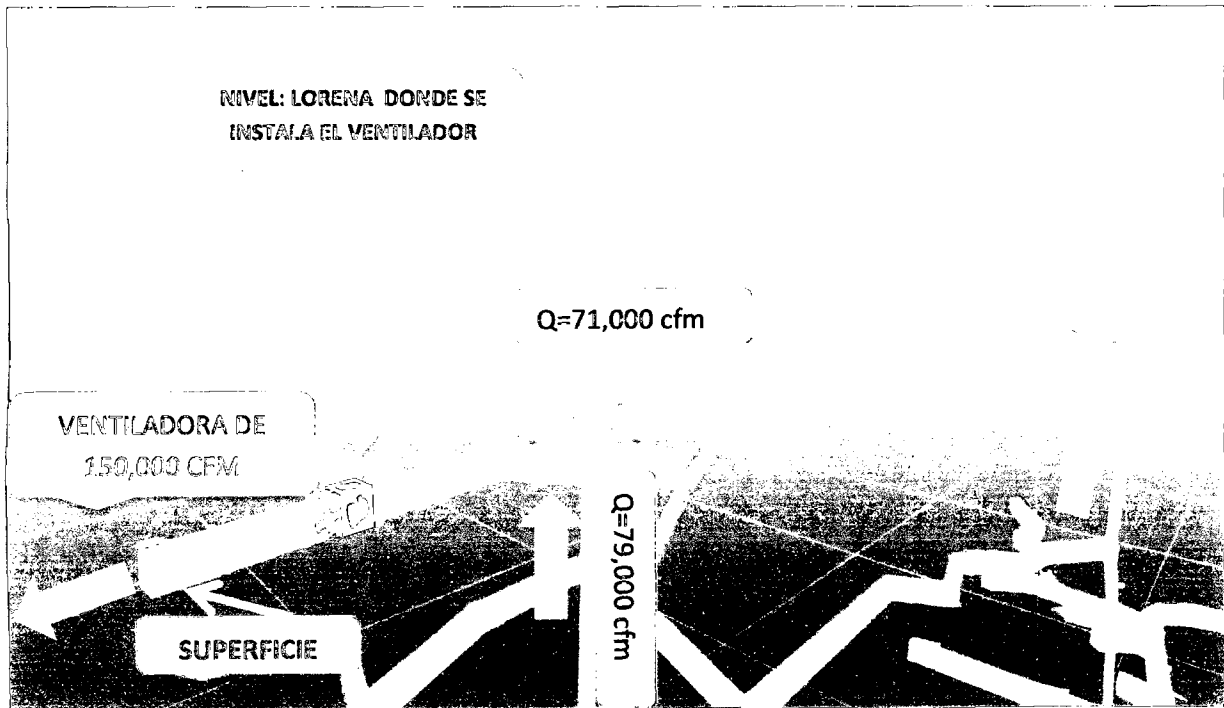 NIVEL: LORENA DONDE SE
INSTALA EL VENTILADOR
Q=71,000 cfm
VENTILADORA DE
150,000 CFM
Q=79,000 cfm
SUPERFICIE